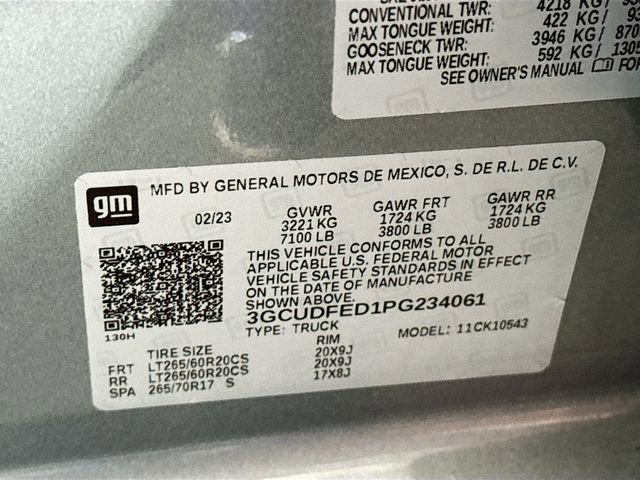 CONVENTIONAL TWR: 4218 KG/
MAX TONGUE WEIGHT: 422 KG/
GOOSENECK TWR: 3946 KG/ 870
MAX TONGUE WEIGHT: 592 KG/ 1305
SEE OWNER'S MANUAL FOR
gm
MFD BY GENERAL MOTORS DE MEXICO, S. DE R.L. DE C.V.
02/23 GVWR GAWR FRT GAWR RR
3221 KG 1724 KG 1724 KG
7100 LB 3800 LB 3800 LB
THIS VEHICLE CONFORMS TO ALL
APPLICABLE U.S. FEDERAL MOTOR
VEHICLE SAFETY STANDARDS IN EFFECT
ON THE DATE OF MANUFACTURE
SHOWN ABOVE.
3GCUDFED1PG234061
130H
TYPE: TRUCK MODEL: 11CK10543
TIRE SIZE RIM
FRT LT265/60R20CS 20X9J
RR LT265/60R20CS 20X9J
SPA 265/70R17 S 17X8J